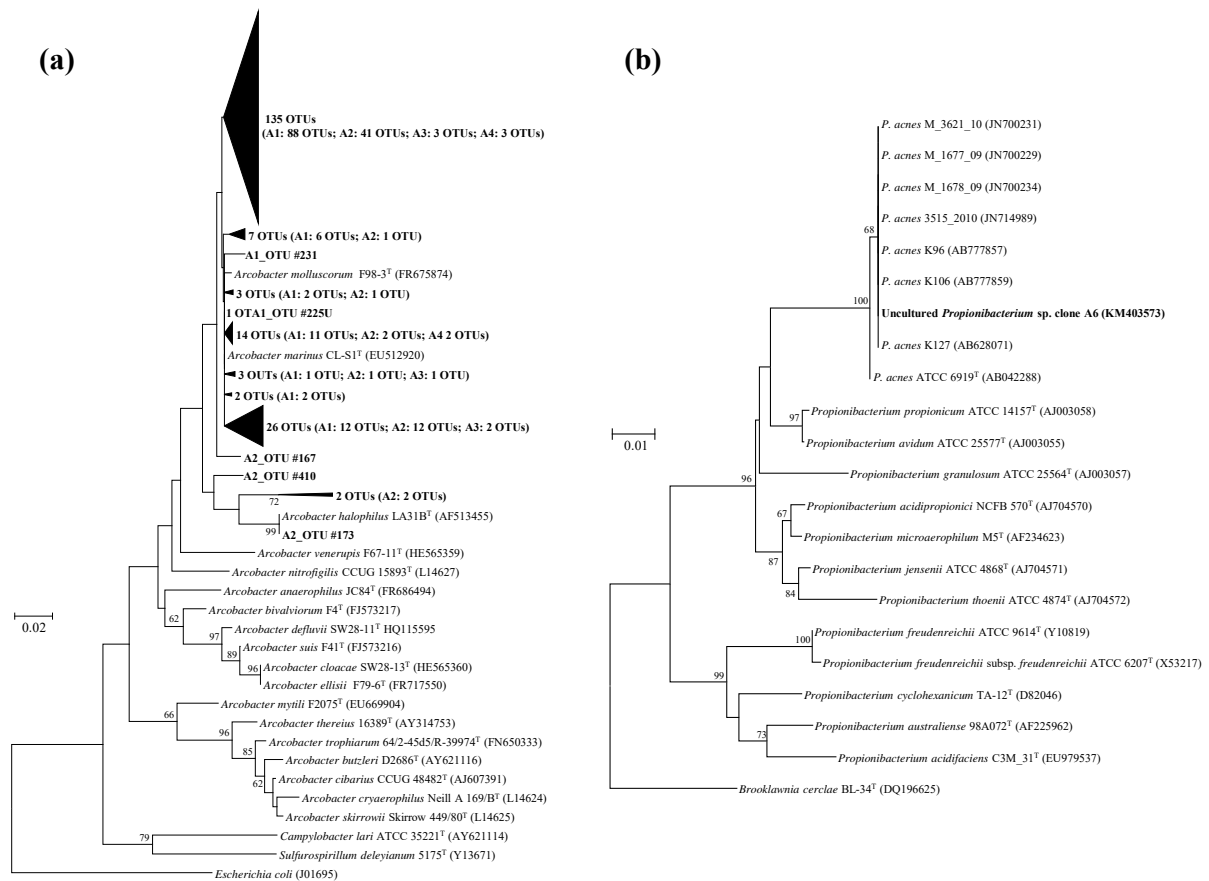 (a)
135 OTUs
(A1: 88 OTUs; A2: 41 OTUs; A3: 3 OTUs; A4: 3 OTUs)
7 OTUs (A1: 6 OTUs; A2: 1 OTU)
A1_OTU #231
Arcobacter molluscorum F98-3T (FR675874)
3 OTUs (A1: 2 OTUs; A2: 1 OTU)
1 OTA1_OTU #225U
14 OTUs (A1: 11 OTUs; A2: 2 OTUs; A4 2 OTUs)
Arcobacter marinus CL-S1T (EU512920)
3 OUTs (A1: 1 OTU; A2: 1 OTU; A3: 1 OTU)
2 OTUs (A1: 2 OTUs)
26 OTUs (A1: 12 OTUs; A2: 12 OTUs; A3: 2 OTUs)
A2_OTU #167
A2_OTU #410
2 OTUs (A2: 2 OTUs)
72
Arcobacter halophilus LA31BT (AF513455)
99
A2_OTU #173
Arcobacter venerupis F67-11T (HE565359)
Arcobacter nitrofigilis CCUG 15893T (L14627)
Arcobacter anaerophilus JC84T (FR686494)
Arcobacter bivalviorum F4T (FJ573217)
62
Arcobacter defluvii SW28-11T HQ115595
97
Arcobacter suis F41T (FJ573216)
89
Arcobacter cloacae SW28-13T (HE565360)
96
Arcobacter ellisii F79-6T (FR717550)
Arcobacter mytili F2075T (EU669904)
66
Arcobacter thereius 16389T (AY314753)
96
Arcobacter trophiarum 64/2-45d5/R-39974T (FN650333)
85
Arcobacter butzleri D2686T (AY621116)
Arcobacter cibarius CCUG 48482T (AJ607391)
62
Arcobacter cryaerophilus Neill A 169/BT (L14624)
Arcobacter skirrowii Skirrow 449/80T (L14625)
Campylobacter lari ATCC 35221T (AY621114)
79
Sulfurospirillum deleyianum 5175T (Y13671)
Escherichia coli (J01695)
0.02
(b)
P. acnes M_3621_10 (JN700231)
P. acnes M_1677_09 (JN700229)
P. acnes M_1678_09 (JN700234)
P. acnes 3515_2010 (JN714989)
68
P. acnes K96 (AB777857)
P. acnes K106 (AB777859)
100
Uncultured Propionibacterium sp. clone A6 (KM403573)
P. acnes K127 (AB628071)
P. acnes ATCC 6919T (AB042288)
Propionibacterium propionicum ATCC 14157T (AJ003058)
97
Propionibacterium avidum ATCC 25577T (AJ003055)
Propionibacterium granulosum ATCC 25564T (AJ003057)
96
Propionibacterium acidipropionici NCFB 570T (AJ704570)
67
Propionibacterium microaerophilum M5T (AF234623)
87
Propionibacterium jensenii ATCC 4868T (AJ704571)
84
Propionibacterium thoenii ATCC 4874T (AJ704572)
Propionibacterium freudenreichii ATCC 9614T (Y10819)
100
Propionibacterium freudenreichii subsp. freudenreichii ATCC 6207T (X53217)
99
Propionibacterium cyclohexanicum TA-12T (D82046)
Propionibacterium australiense 98A072T (AF225962)
73
Propionibacterium acidifaciens C3M_31T (EU979537)
Brooklawnia cerclae BL-34T (DQ196625)
0.01